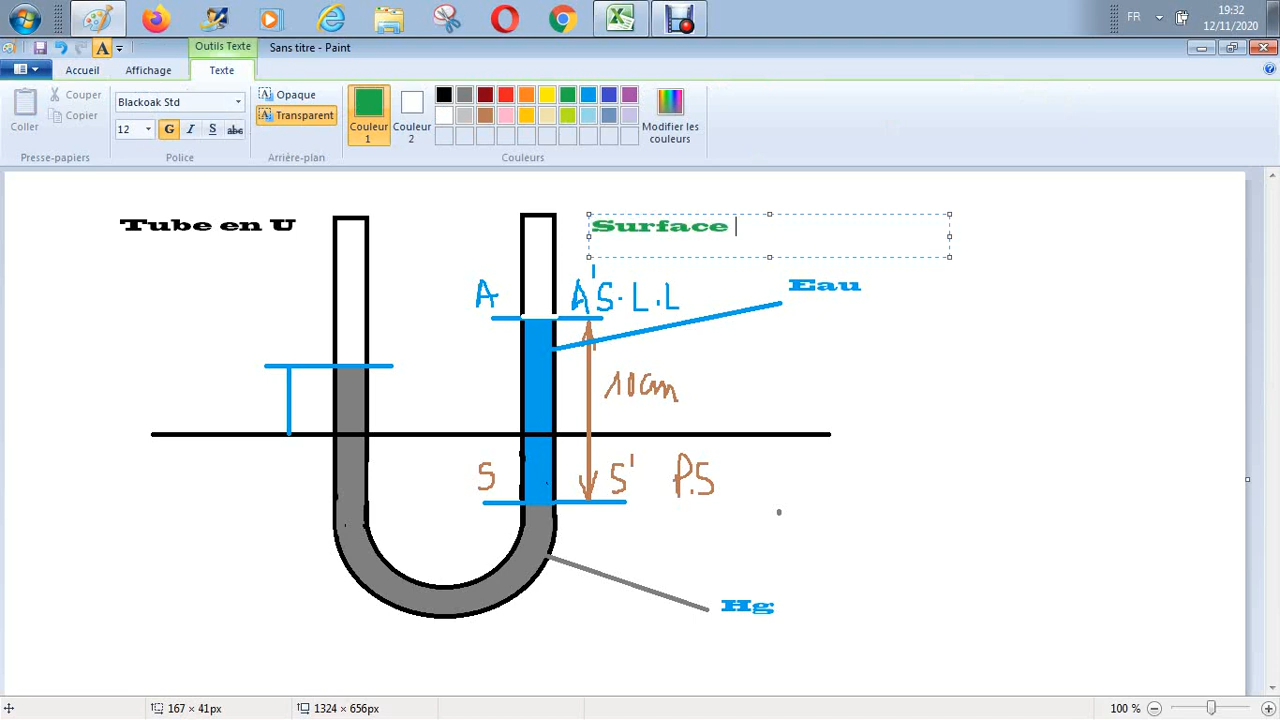 FR
19:32
12/11/2020
Outils Texte
Sans titre - Paint
Accueil
Affichage
Texte
Coller
Couper
Copier
Presse-papiers
Blackoak Std
12
G I S abc
Police
Opaque
Transparent
Arrière-plan
Couleur 1
Couleur 2
Modifier les couleurs
Couleurs
Tube en U
Surface
Eau
A
A'
S.L.L
10cm
S
S'
P.S
Hg
167 × 41px
1324 × 656px
100 %